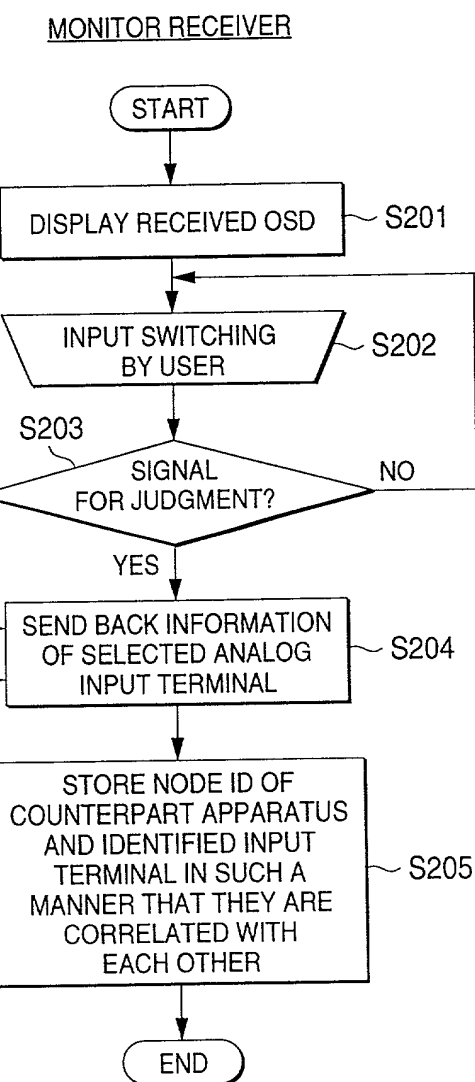 MONITOR RECEIVER
START
DISPLAY RECEIVED OSD
S201
INPUT SWITCHING
BY USER
S202
S203
SIGNAL
FOR JUDGMENT?
NO
YES
SEND BACK INFORMATION
OF SELECTED ANALOG
INPUT TERMINAL
S204
STORE NODE ID OF
COUNTERPART APPARATUS
AND IDENTIFIED INPUT
TERMINAL IN SUCH A
MANNER THAT THEY ARE
CORRELATED WITH
EACH OTHER
S205
END